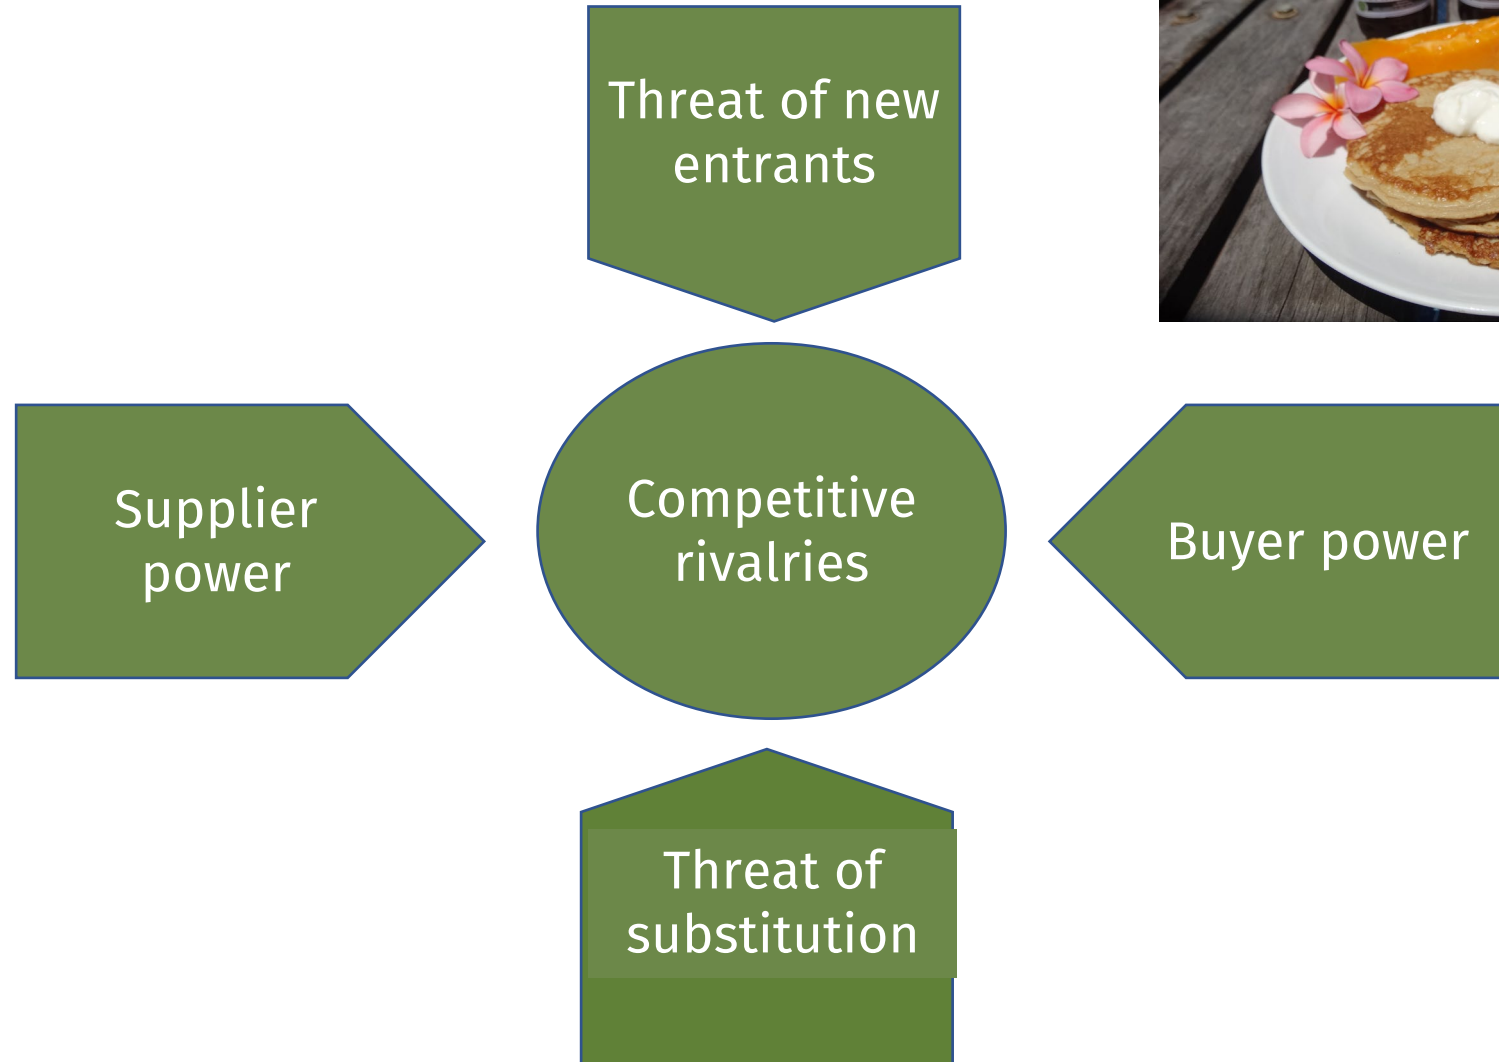 Threat of new
entrants
Supplier
power
Competitive
rivalries
Buyer power
Threat of
substitution